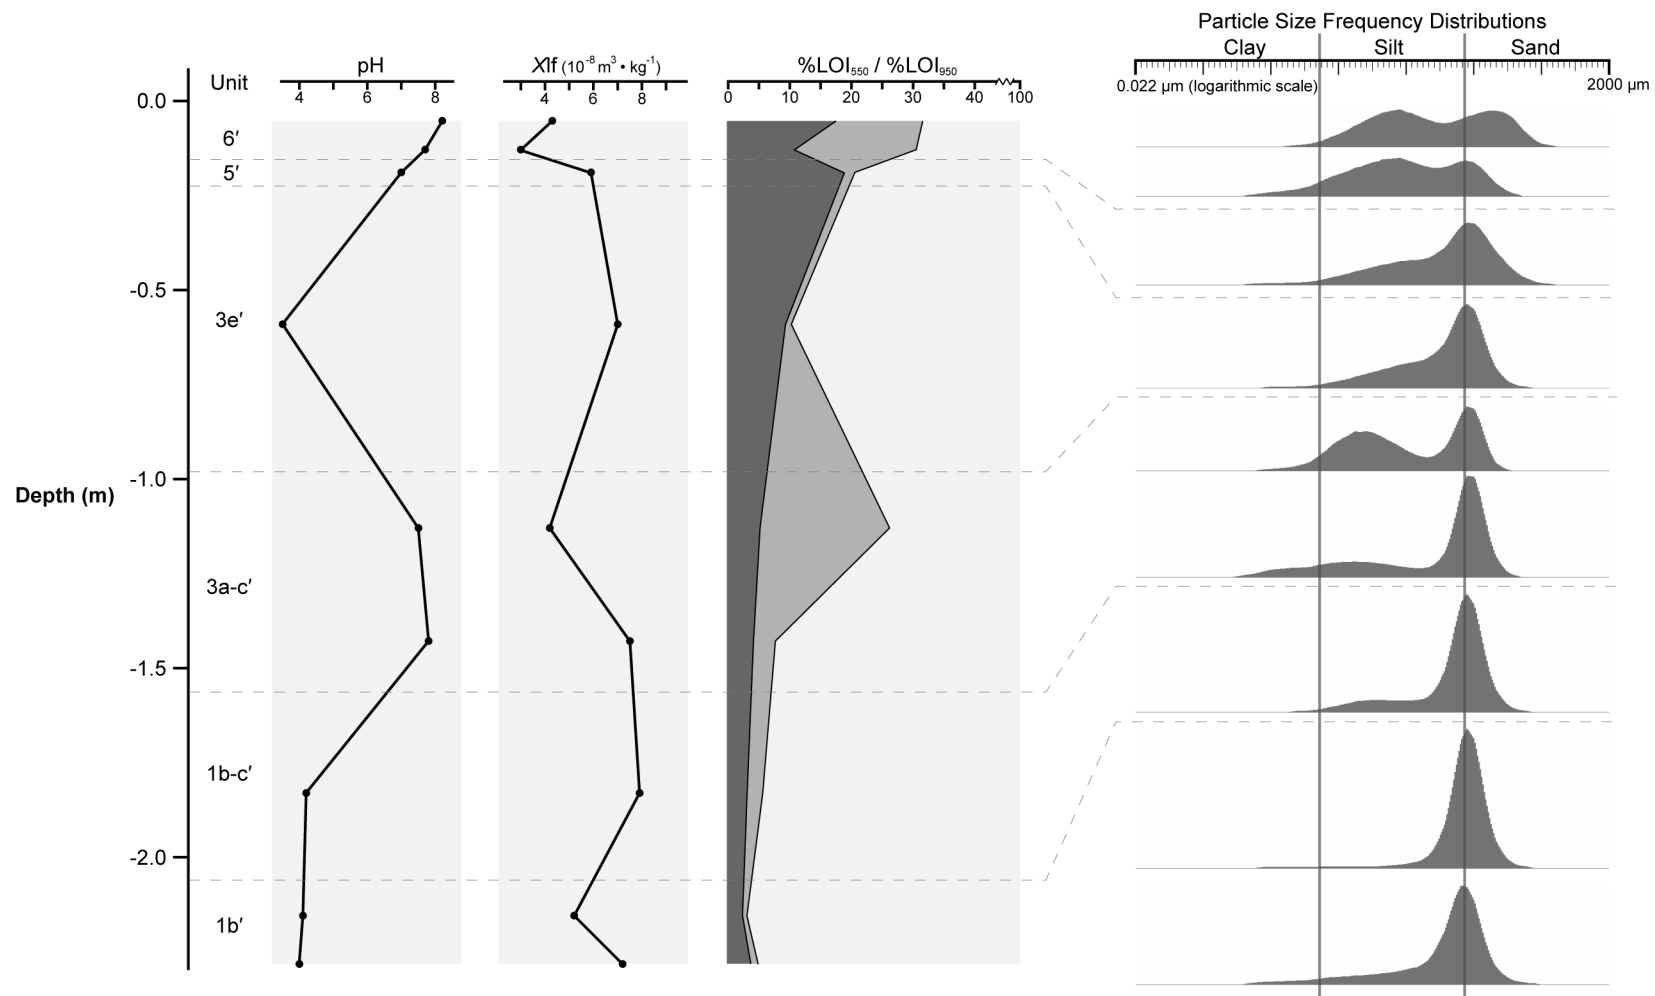 Particle Size Frequency Distributions
Clay Silt Sand
0.022 µm (logarithmic scale) 2000 µm
Unit pH Xlf (10⁻⁸ m³ • kg⁻¹) %LOI₅₅₀ / %LOI₉₅₀
4 6 8 4 6 8 0 10 20 30 40 100
0.0
6′
5′
-0.5
3e′
-1.0
Depth (m)
3a-c′
-1.5
1b-c′
-2.0
1b′